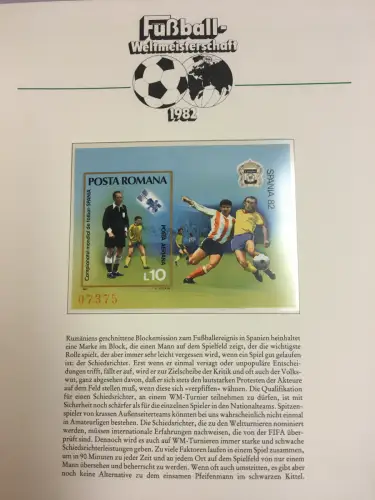 Fußball-
Weltmeisterschaft
1982
POSTA ROMANA
Campionatul mondial de fotbal-SPANIA
POSTA AERIANA
L10
07375
SPANIA 82
Rumäniens geschnittene Blockemission zum Fußballereignis in Spanien beinhaltet
eine Marke im Block, die einen Mann auf dem Spielfeld zeigt, der die wichtigste
Rolle spielt, der aber immer sehr leicht vergessen wird, wenn ein Spiel gut gelaufen
ist: der Schiedsrichter. Erst wenn er einmal versagt oder unpopuläre Entschei-
dungen trifft, fällt er auf, wird er zur Zielscheibe der Kritik und oft auch der Volks-
wut, ganz abgesehen davon, daß er sich stets den lautstarken Protesten der Akteure
auf dem Feld stellen muß, wenn diese sich «verpfiffen» wähnen. Die Qualifikation
für einen Schiedsrichter, an einem WM-Turnier teilnehmen zu dürfen, ist mit
Sicherheit noch schärfer als für die einzelnen Spieler in den Nationalteams. Spitzen-
spieler von krassen Außenseiterteams können bei uns wahrscheinlich nicht einmal
in Amateurligen bestehen. Die Schiedsrichter, die zu den Weltturnieren nominiert
werden, müssen internationale Erfahrungen nachweisen, die von der FIFA über-
prüft sind. Dennoch wird es auch auf WM-Turnieren immer starke und schwache
Schiedsrichterleistungen geben. Zu viele Faktoren laufen in einem Spiel zusammen,
um in 90 Minuten zu jeder Zeit und an jedem Ort auf dem Spielfeld von nur einem
Mann übersehen und beherrscht zu werden. Wenn oft auch umstritten, es gibt aber
noch keine Alternative zu dem einsamen Pfeifenmann im schwarzen Kittel.